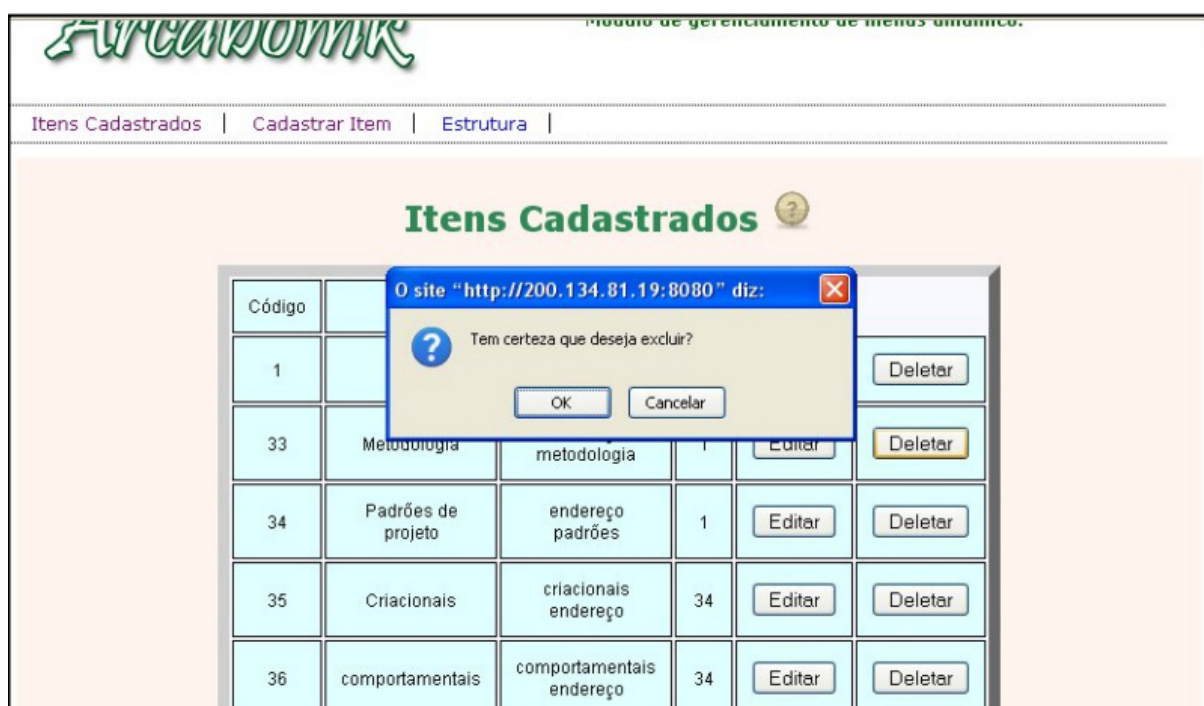 Arcabomk
Módulo de gerenciamento de menus dinâmico.
Itens Cadastrados | Cadastrar Item | Estrutura |
Itens Cadastrados ?
O site "http://200.134.81.19:8080" diz:
Tem certeza que deseja excluir?
OK Cancelar
Código
1 Deletar
33 Metodologia metodologia 1 Editar Deletar
34 Padrões de projeto endereço padrões 1 Editar Deletar
35 Criacionais criacionais endereço 34 Editar Deletar
36 comportamentais comportamentais endereço 34 Editar Deletar